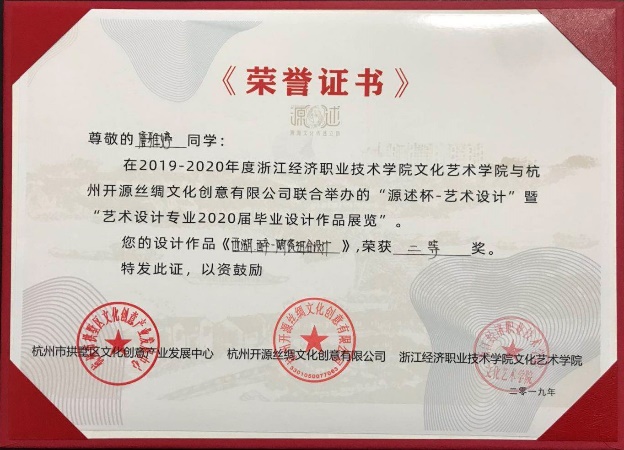 《荣誉证书》
源述
尊敬的 同学：
在2019-2020年度浙江经济职业技术学院文化艺术学院与杭
州开源丝绸文化创意有限公司联合举办的“源述杯-艺术设计”暨
“艺术设计专业2020届毕业设计作品展览”。
您的设计作品《西湖 》,荣获 二等 奖。
特发此证，以资鼓励
杭州市拱墅区文化创意产业发展中心 杭州开源丝绸文化创意有限公司 浙江经济职业技术学院文化艺术学院
二零一九年